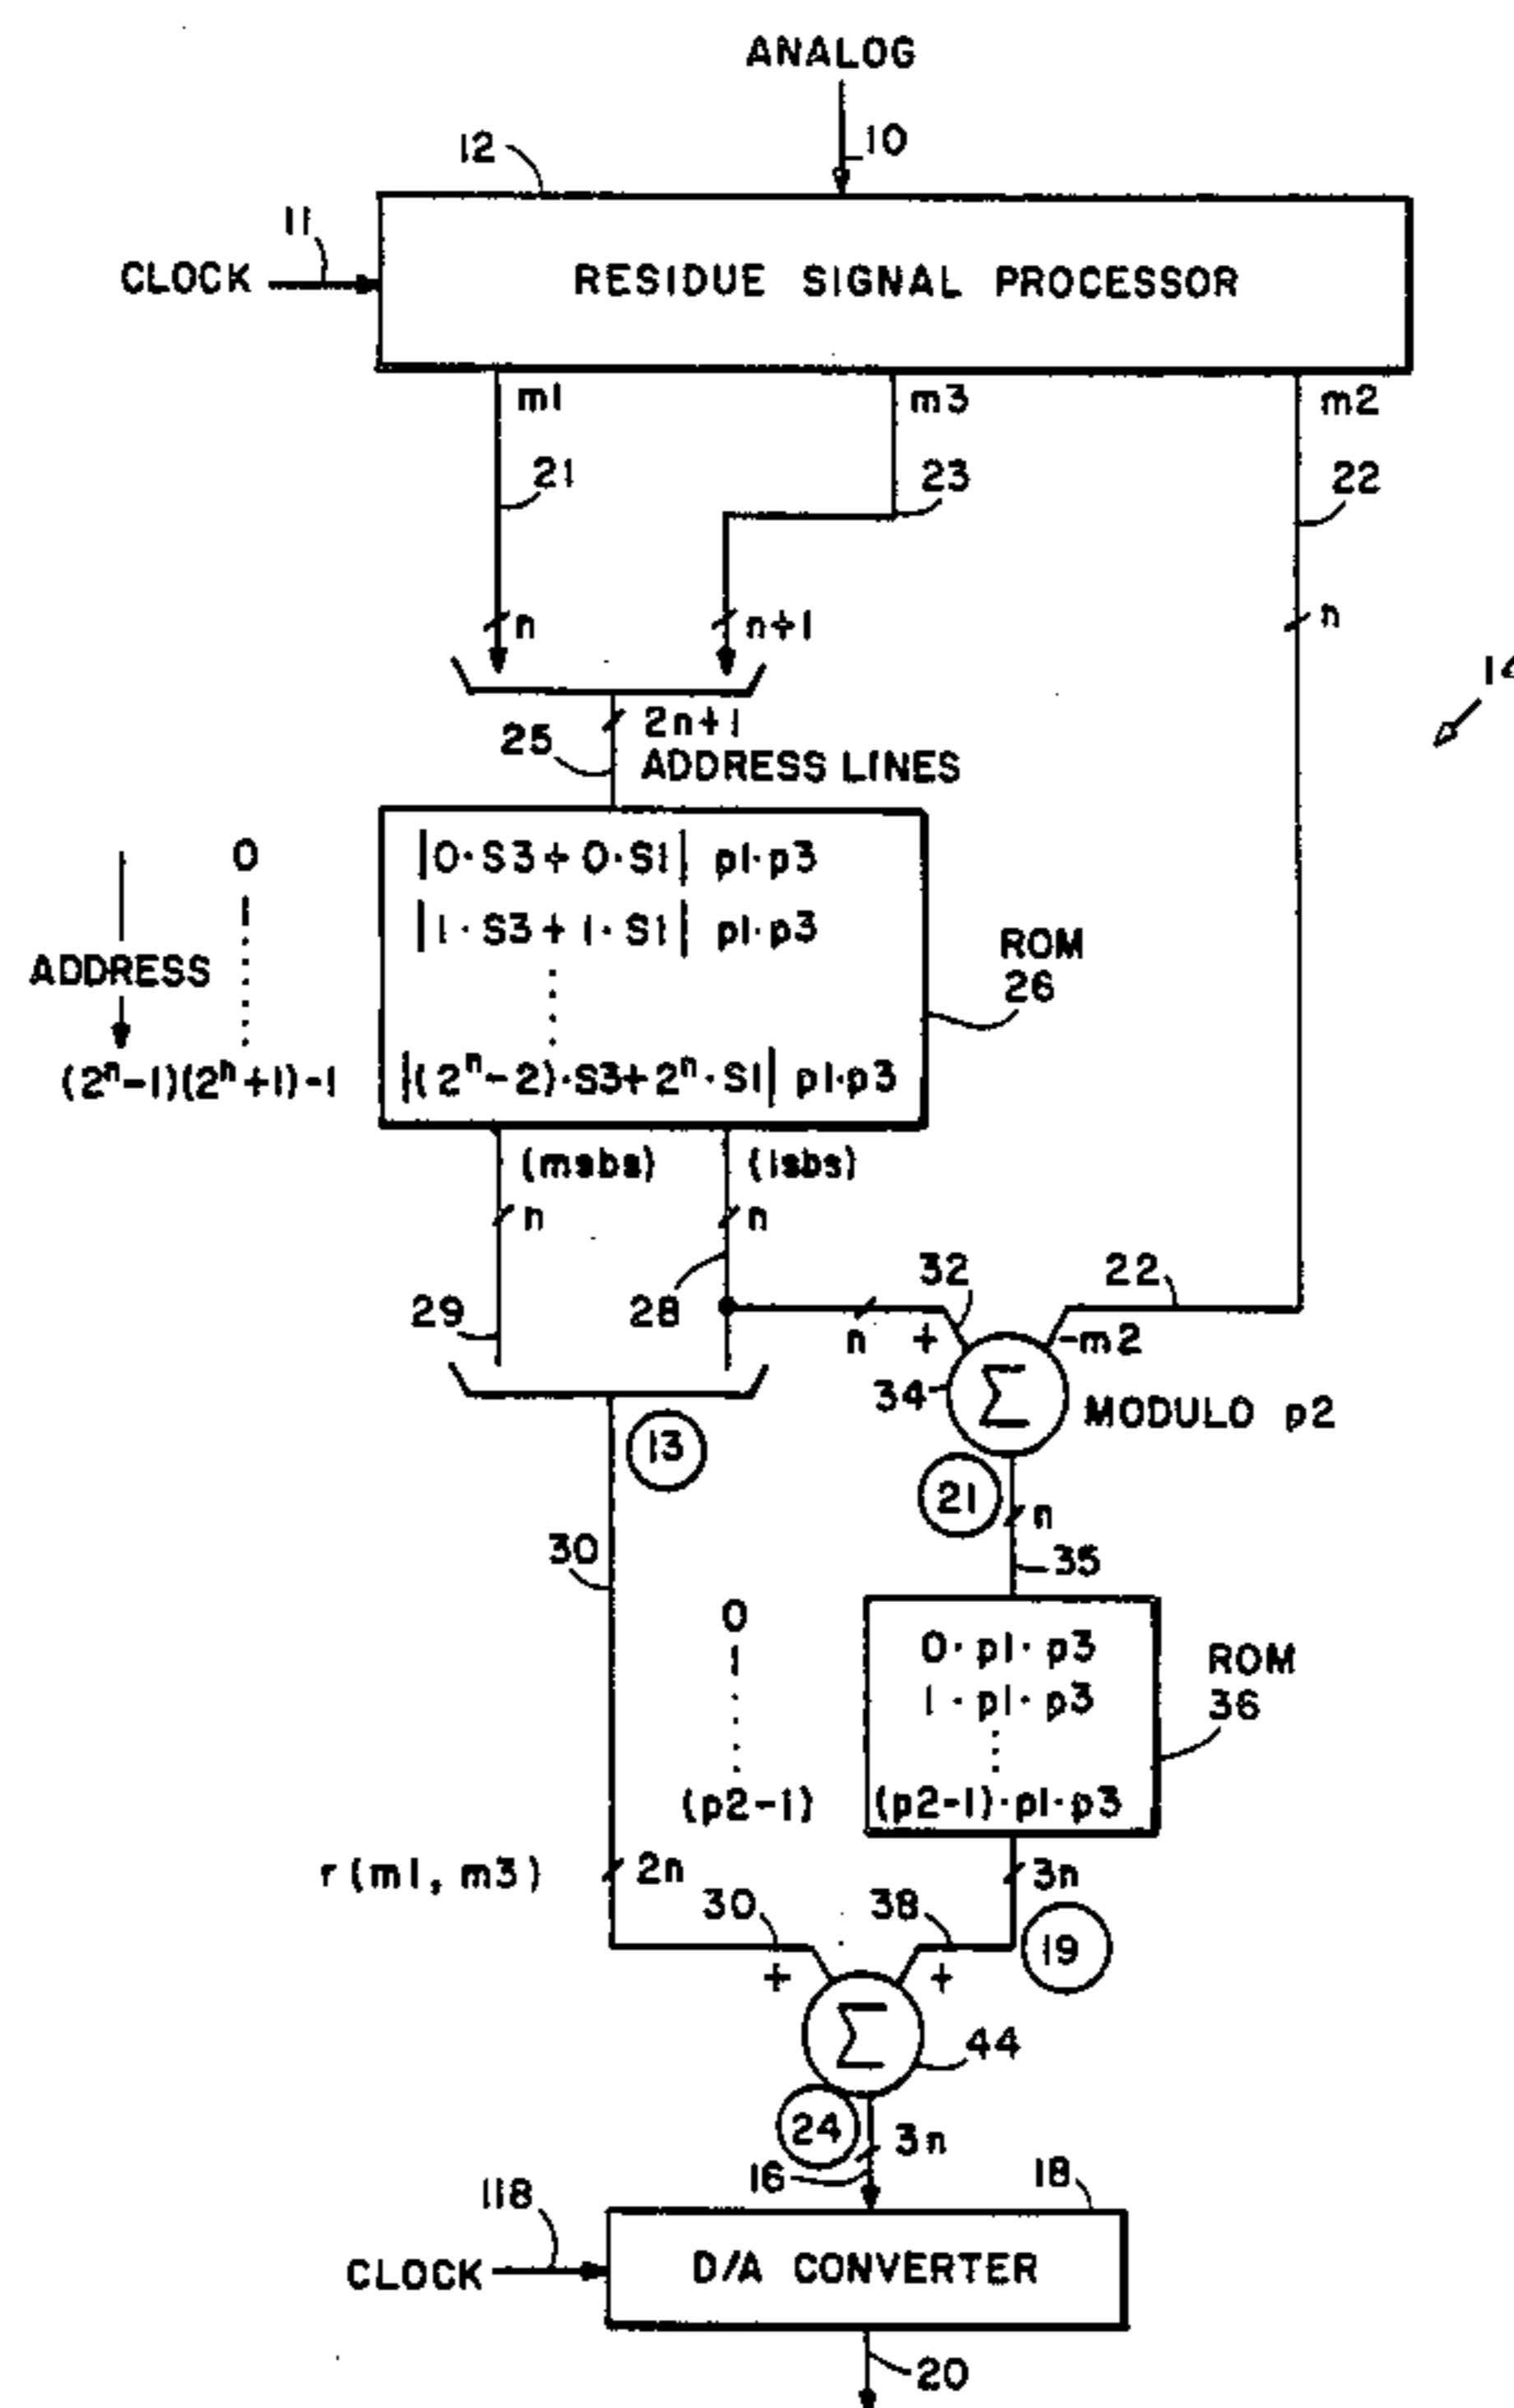 ANALOG
10
12
11
CLOCK
RESIDUE SIGNAL PROCESSOR
m1
m3
m2
21
23
22
n
n+1
n
14
2n+1
25
ADDRESS LINES
0
|0·S3+0·S1| p1·p3
1
|1·S3+1·S1| p1·p3
ADDRESS
ROM
26
(2ⁿ-1)(2ⁿ+1)-1
|(2ⁿ-2)·S3+2ⁿ·S1| p1·p3
(msbs)
(lsbs)
n
n
29
28
32
22
n
+
-m2
34
Σ
MODULO p2
13
21
n
30
35
0
0·p1·p3
1
1·p1·p3
ROM
36
(p2-1)
(p2-1)·p1·p3
r(m1, m3)
2n
3n
30
38
19
+
+
Σ
44
24
3n
16
18
118
CLOCK
D/A CONVERTER
20